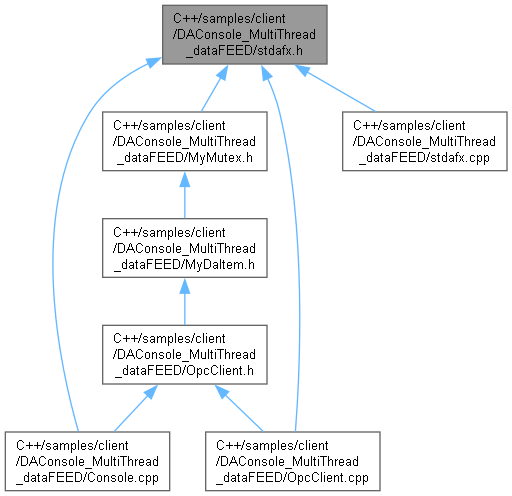 C++/samples/client
/DAConsole_MultiThread
_dataFEED/stdafx.h
C++/samples/client
/DAConsole_MultiThread
_dataFEED/MyMutex.h
C++/samples/client
/DAConsole_MultiThread
_dataFEED/stdafx.cpp
C++/samples/client
/DAConsole_MultiThread
_dataFEED/MyDaItem.h
C++/samples/client
/DAConsole_MultiThread
_dataFEED/OpcClient.h
C++/samples/client
/DAConsole_MultiThread
_dataFEED/Console.cpp
C++/samples/client
/DAConsole_MultiThread
_dataFEED/OpcClient.cpp